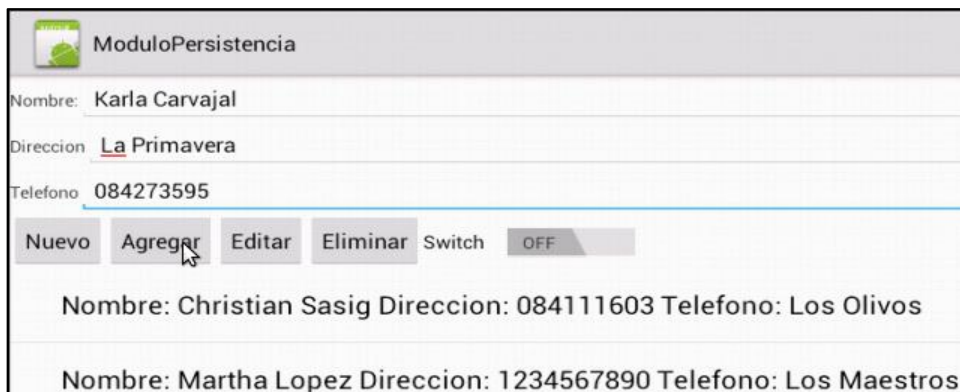 ModuloPersistencia
Nombre: Karla Carvajal
Direccion La Primavera
Telefono 084273595
Nuevo Agregar Editar Eliminar Switch OFF
Nombre: Christian Sasig Direccion: 084111603 Telefono: Los Olivos
Nombre: Martha Lopez Direccion: 1234567890 Telefono: Los Maestros